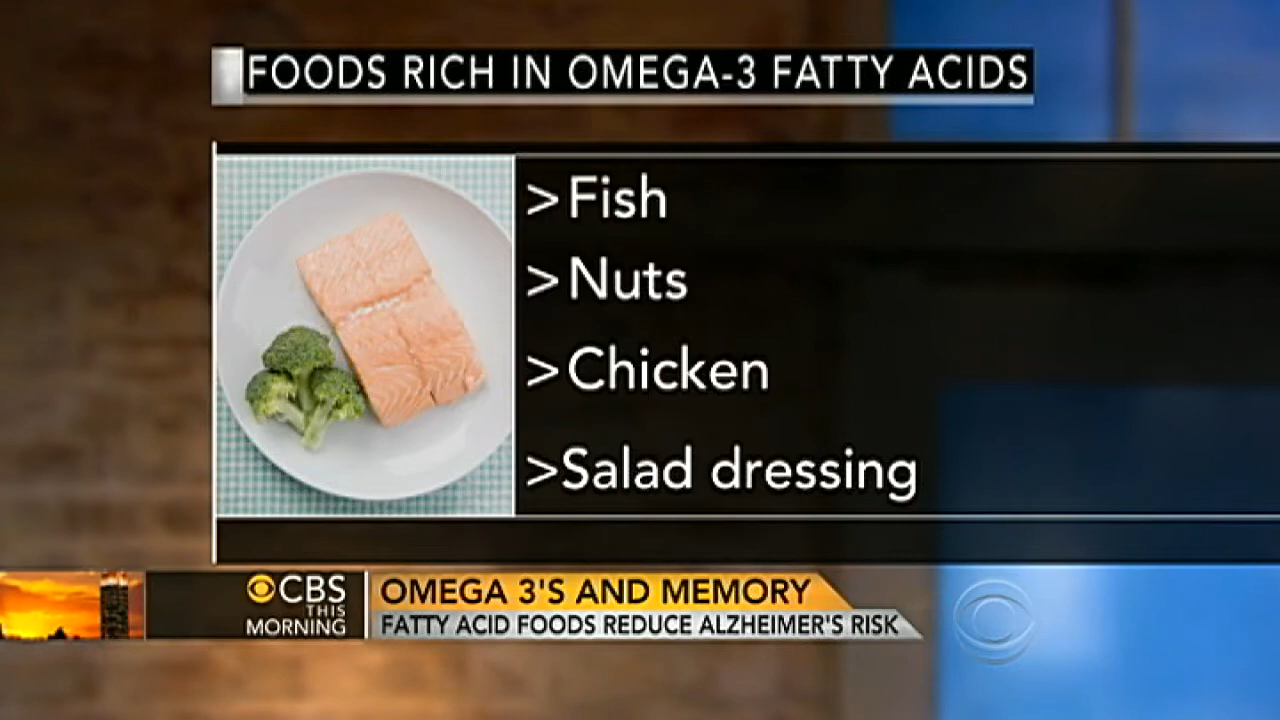 FOODS RICH IN OMEGA-3 FATTY ACIDS
>Fish
>Nuts
>Chicken
>Salad dressing
CBS
THIS
MORNING
OMEGA 3'S AND MEMORY
FATTY ACID FOODS REDUCE ALZHEIMER'S RISK